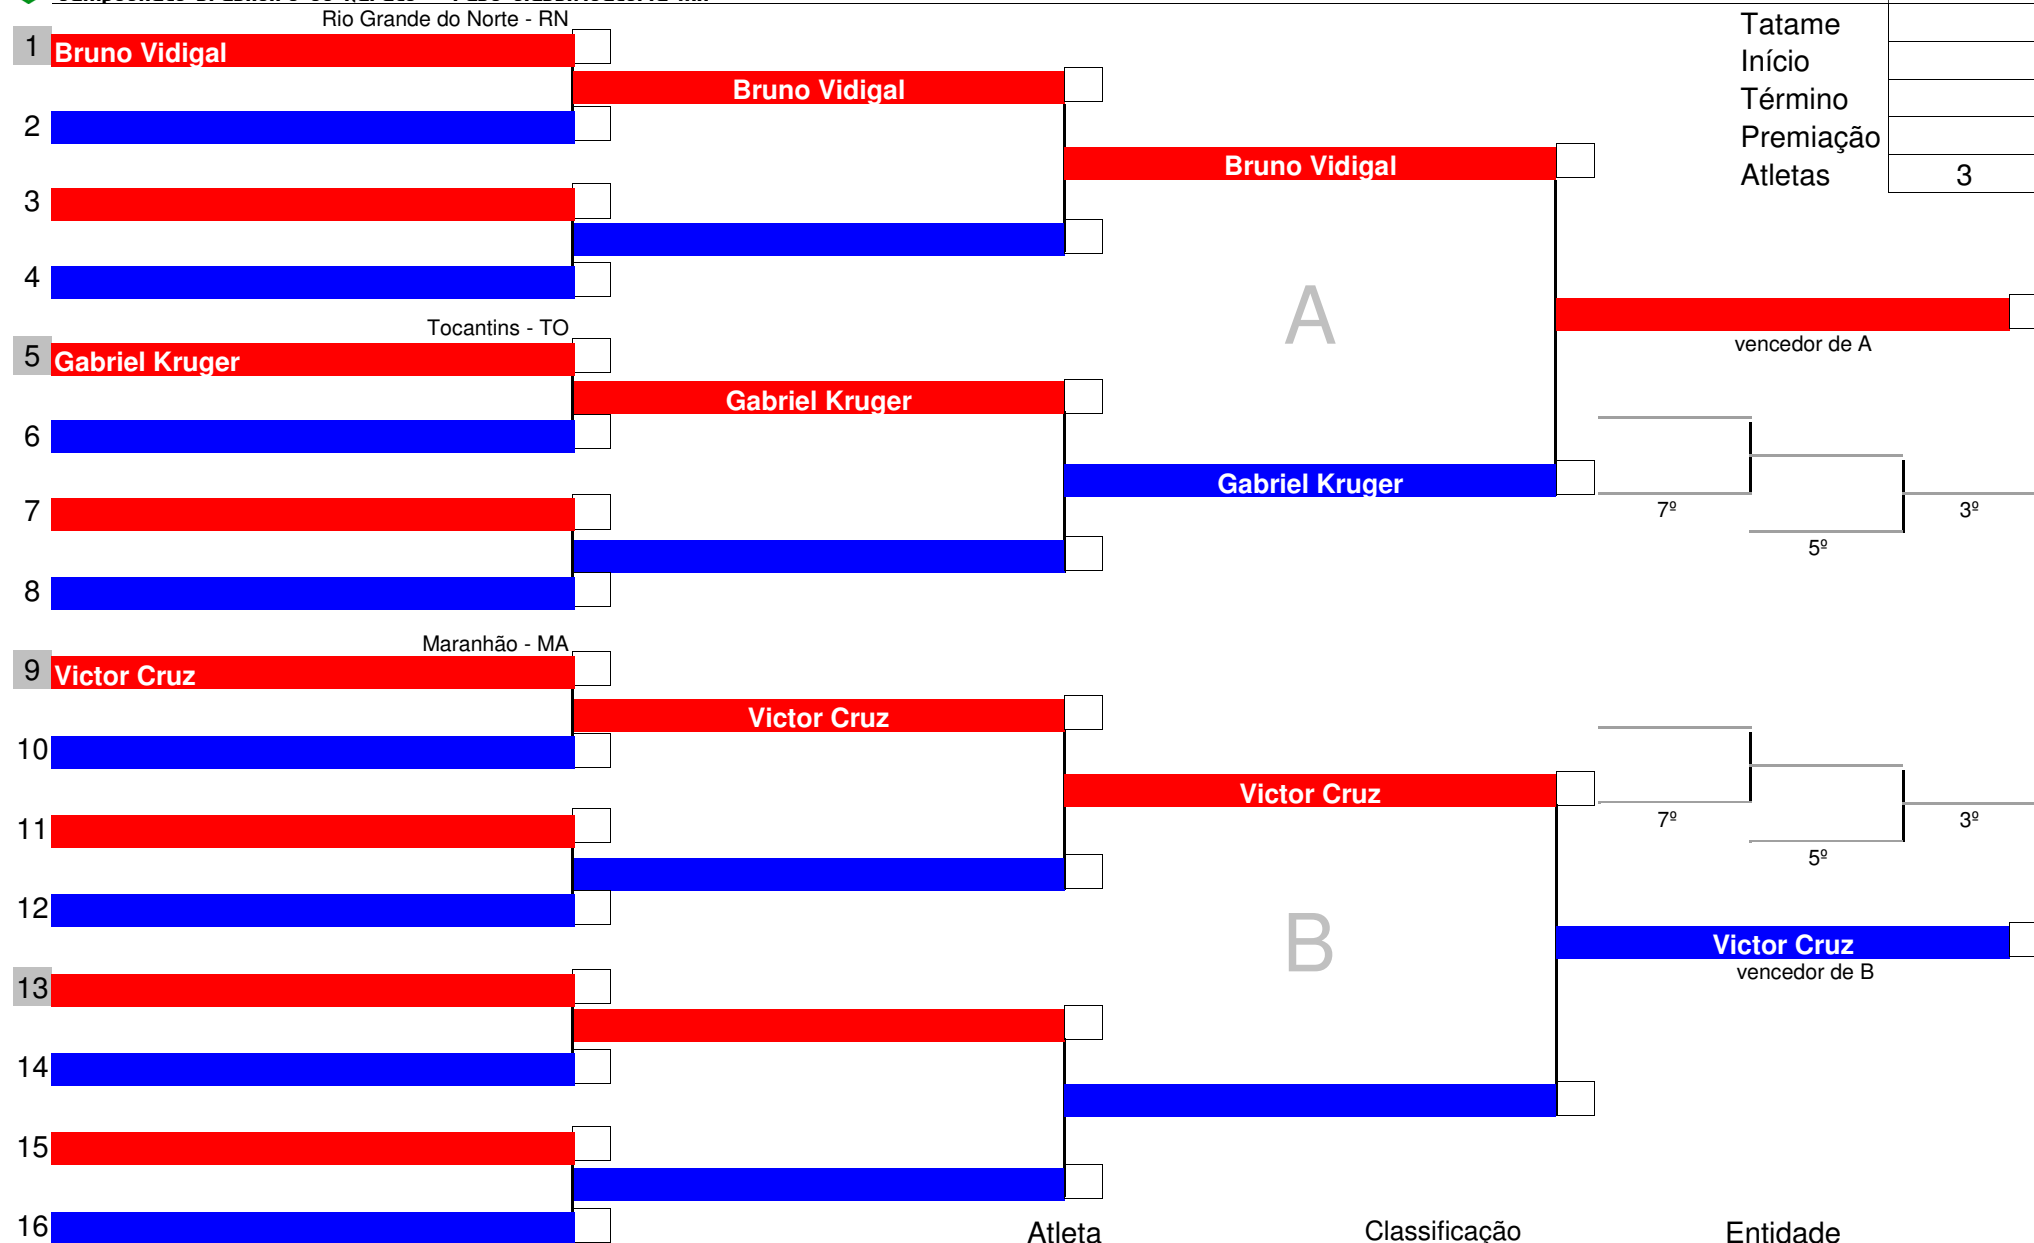 Rio Grande do Norte - RN
Tatame
1 Bruno Vidigal
Início
Bruno Vidigal
Término
2
Premiação
Bruno Vidigal
Atletas 3
3
4
A
Tocantins - TO
vencedor de A
5 Gabriel Kruger
Gabriel Kruger
6
Gabriel Kruger
7
7º 3º
5º
8
Maranhão - MA
9 Victor Cruz
Victor Cruz
10
Victor Cruz
11
7º 3º
5º
12
B
Victor Cruz
vencedor de B
13
14
15
16
Atleta Classificação Entidade